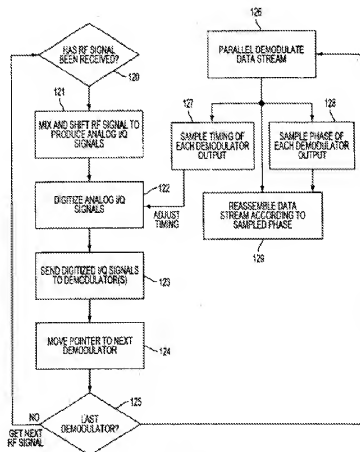 HAS RF SIGNAL
BEEN RECEIVED?
120
121
MIX AND SHIFT RF SIGNAL TO
PRODUCE ANALOG I/Q
SIGNALS
DIGITIZE ANALOG I/Q
SIGNALS
122
SEND DIGITIZED I/Q SIGNALS
TO DEMODULATOR(S)
123
MOVE POINTER TO NEXT
DEMODULATOR
124
125
LAST
DEMODULATOR?
NO
GET NEXT
RF SIGNAL
126
PARALLEL DEMODULATE
DATA STREAM
127
SAMPLE TIMING OF
EACH DEMODULATOR
OUTPUT
128
SAMPLE PHASE OF
EACH DEMODULATOR
OUTPUT
ADJUST
TIMING
REASSEMBLE DATA
STREAM ACCORDING TO
SAMPLED PHASE
129